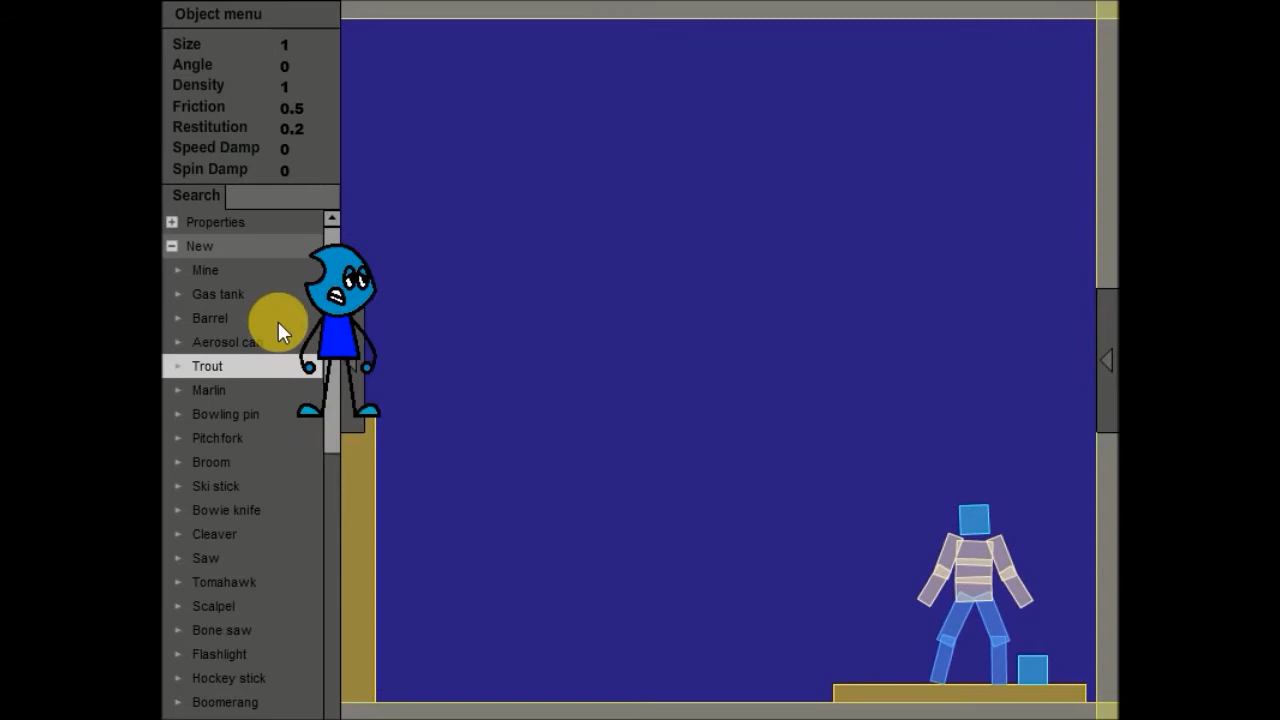 Object menu
Size 1
Angle 0
Density 1
Friction 0.5
Restitution 0.2
Speed Damp 0
Spin Damp 0
Search
Properties
New
Mine
Gas tank
Barrel
Aerosol can
Trout
Marlin
Bowling pin
Pitchfork
Broom
Ski stick
Bowie knife
Cleaver
Saw
Tomahawk
Scalpel
Bone saw
Flashlight
Hockey stick
Boomerang